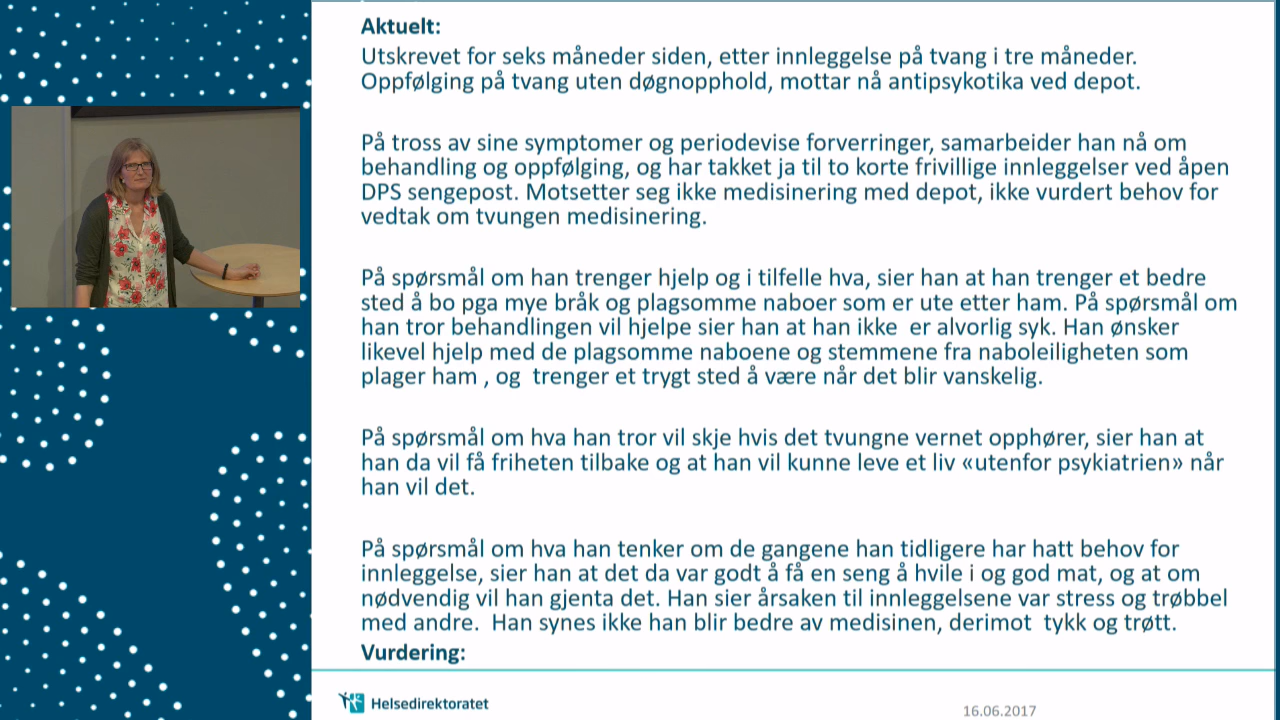 Aktuelt:
Utskrevet for seks måneder siden, etter innleggelse på tvang i tre måneder.
Oppfølging på tvang uten døgnopphold, mottar nå antipsykotika ved depot.
På tross av sine symptomer og periodevise forverringer, samarbeider han nå om
behandling og oppfølging, og har takket ja til to korte frivillige innleggelser ved åpen
DPS sengepost. Motsetter seg ikke medisinering med depot, ikke vurdert behov for
vedtak om tvungen medisinering.
På spørsmål om han trenger hjelp og i tilfelle hva, sier han at han trenger et bedre
sted å bo pga mye bråk og plagsomme naboer som er ute etter ham. På spørsmål om
han tror behandlingen vil hjelpe sier han at han ikke  er alvorlig syk. Han ønsker
likevel hjelp med de plagsomme naboene og stemmene fra naboleiligheten som
plager ham , og  trenger et trygt sted å være når det blir vanskelig.
På spørsmål om hva han tror vil skje hvis det tvungne vernet opphører, sier han at
han da vil få friheten tilbake og at han vil kunne leve et liv «utenfor psykiatrien» når
han vil det.
På spørsmål om hva han tenker om de gangene han tidligere har hatt behov for
innleggelse, sier han at det da var godt å få en seng å hvile i og god mat, og at om
nødvendig vil han gjenta det. Han sier årsaken til innleggelsene var stress og trøbbel
med andre.  Han synes ikke han blir bedre av medisinen, derimot  tykk og trøtt.
Vurdering:
Helsedirektoratet
16.06.2017